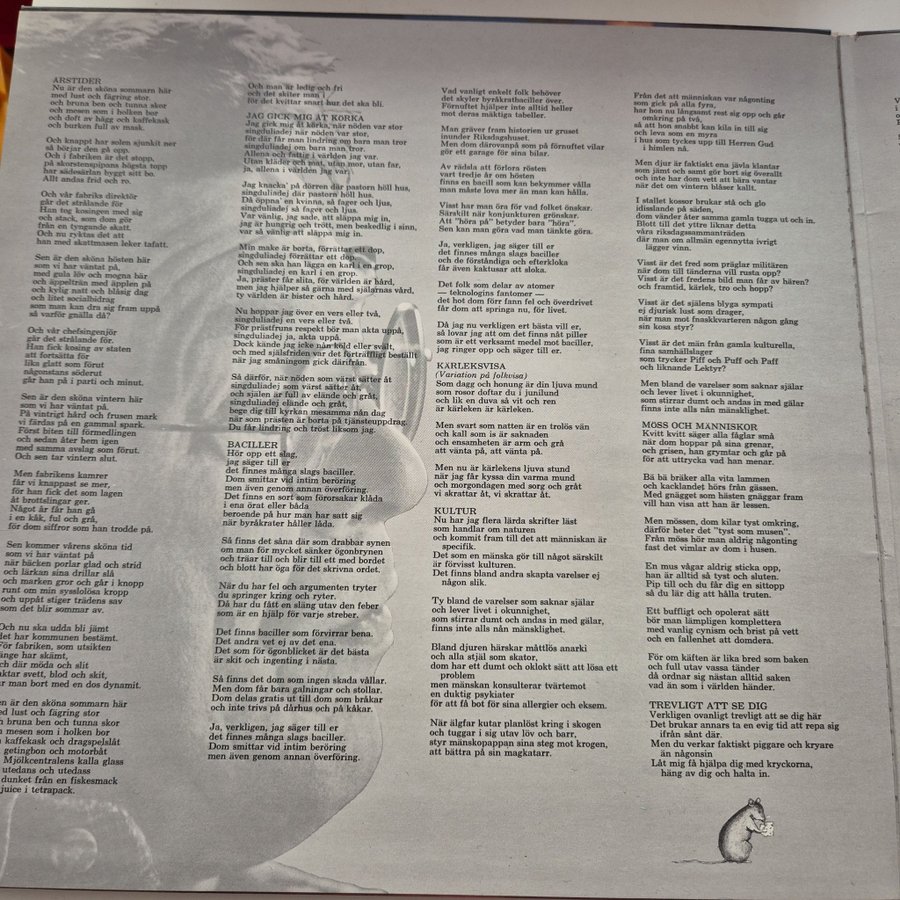 ARSTIDER
Nu är den sköna sommarn här
med lust och fägring stor.
och bruna ben och tunna skor
och mesen som i holken bor
och doft av hägg och kaffekask
och burken full av mask.
Och knappt har solen ajunkit ner
så börjar den gå opp.
Och i fabriken är det stopp,
på skorstenspipons högsta topp
har sädesärlan byggt sitt bo.
Allt andas frid och ro.
Och vår fabriks direktör
går det strålande för.
Han tog kosingen med sig
och stack, som dom gör
från en tyngande skatt.
Och nu ryktas det att
han med skattmasen leker tafatt.
Sen är den sköna hösten här
som vi har väntat på,
med gula löv och mogna bär
och äppelträn med äpplen på
och kylig natt och blåsig dag
och litet socialbidrag
som man kan dra sig fram uppå
så varför gnälla då?
Och vår chefsingenjör
går det strålande för.
Han fick kosing av staten
att fortsätta för
lika glatt som förut
någonstans söderut
går han på i parti och minut.
Sen är den sköna vintern här
som vi har väntat på.
På vintrigt hård och frusen mark
vi färdas på en gammal spark.
Först biten till förmedlingen
och sedan åter hem igen
med samma avslag som förut.
Och sen tar vintern slut.
Men fabrikens kamrer
får vi knappast se mer,
för han fick det som lagen
åt brottslingar ger.
Något år får han gå
i en kåk, ful och grå,
för dom siffror som han trodde på.
Sen kommer vårens sköna tid
som vi har väntat på
när bäcken porlar glad och strid
och lärkan sina drillar slå
och marken gror och går i knopp
runt om min sysslolösa kropp
och uppåt stiger trädens sav
som det blir sommar av.
Och nu ska udda bli jämt
det har kommunen bestämt.
För fabriken, som utsikten
änge har skämt,
ch där möda och slit
aktar svett, blod och skit,
ar man bort med en dos dynamit.
en är den sköna sommarn här
ed lust och fägring stor
h bruna ben och tunna skor
h mesen som i holken bor
kaffekask och dragspelslåt
getingbon och motorbåt
Mjölkcentralens kalla glass
utedans och utedass
dunket från en fiskesmack
juice i tetrapack.
Och man är ledig och fri
och det skiter man i
för det kvittar snart hur det ska bli.
JAG GICK MIG ÅT KÖRKA
Jag gick mig åt körka, när nöden var stor
singduliadej när nöden var stor,
för där får man lindring om barn man tror
singduliadej om barn man tror.
Allena och fattig i världen jag var.
Utan kläder och mat, utan mor, utan far,
ja, allena i världen jag var.
Jag knacka' på dörren där pastorn höll hus,
singduliadej där pastorn höll hus.
Då öppna' en kvinna, så fager och ljus,
singduliadej så fager och ljus.
Var vänlig, jag sade, att släppa mig in,
jag är hungrig och trött, men beskedlig i sinn,
var så vänlig att släppa mig in.
Min make är borta, förrättar ett dop,
singduliadej förrättar ett dop.
Och sen ska han lägga en karl i en grop,
singduliadej en karl i en grop.
Ja, präster får slita, för världen är hård,
men jag hjälper så gärna med själarnas vård,
ty världen är bister och hård.
Nu hoppar jag över en vers eller två,
singduliadej en vers eller två.
För prästfruns respekt bör man akta uppå,
singduliadej ja, akta uppå.
Dock kände jag icke nån köld eller svält,
och med själsfriden var det förträffligt beställt
när jag småningom gick därifrån.
Så därför, när nöden som värst sätter åt
singduliadej som värst sätter åt,
och själen är full av elände och gråt,
singduliadej elände och gråt,
bege dig till kyrkan mesamma nån dag
när som prästen är borta på tjänsteuppdrag.
Du får lindring och tröst liksom jag.
BACILLER
Hör opp ett slag,
jag säger till er
det finnes många slags baciller.
Dom smittar vid intim beröring
men även genom annan överföring.
Det finns en sort som förorsakar klåda
i ena örat eller båda
beroende på hur man har satt sig
när byråkrater håller låda.
Så finns det såna där som drabbar synen
om man för mycket sänker ögonbrynen
och träar till och blir till ett med bordet
och blott har öga för det skrivna ordet.
När du har fel och argumenten tryter
du springer kring och ryter.
Då har du fått en släng utav den feber
som är en hjälp för varje streber.
Det finns baciller som förvirrar bena.
Det andra vet ej av det ena.
Och som för ögonblicket är det bästa
är skit och ingenting i nästa.
Så finns det dom som ingen skada vållar.
Men dom får bara galningar och stollar.
Dom delas gratis ut till dom som bråkar
och inte trivs på dårhus och på kåkar.
Ja, verkligen, jag säger till er
det finnes många slags baciller.
Dom smittar vid intim beröring
men även genom annan överföring.
Vad vanligt enkelt folk behöver
det skyler byråkratbaciller över.
Förnuftet hjälper inte alltid heller
mot deras mäktiga tabeller.
Man gräver fram historien ur gruset
inunder Riksdagshuset.
Men dom därovanpå som på förnuftet vilar
gör ett garage för sina bilar.
Av rädsla att förlora rösten
vart tredje år om hösten
finns en bacill som kan bekymmer välla
man måste lova mer än man kan hålla.
Visst har man öra för vad folket önskar.
Särskilt när konjunkturen grönskar.
Att "höra på" betyder bara "höra".
Sen kan man göra vad man tänkte göra.
Ja, verkligen, jag säger till er
det finnes många slags baciller
och de förståndiga och efterkloka
får även kaktusar att sloka.
Det folk som delar av atomer
— teknologins fantomer —
det hot dom förr fann fel och överdrivet
får dom att springa nu, för livet.
Då jag nu verkligen ert bästa vill er,
så lovar jag att om det finns nåt piller
som är ett verksamt medel mot baciller,
jag ringer opp och säger till er.
KÄRLEKSVISA
(Variation på folkvisa)
Som dagg och honung är din ljuva mund
som rosor doftar du i junilund
och lik en duva så vit och ren
är kärleken är kärleken.
Men svart som natten är en trolös vän
och kall som is är saknaden
och ensamheten är arm och grå
att vänta på, att vänta på.
Men nu är kärlekens ljuva stund
när jag får kyssa din varma mund
och morgondagen med sorg och gråt
vi skrattar åt, vi skrattar åt.
KULTUR
Nu har jag flera lärda skrifter läst
som handlar om naturen
och kommit fram till det att människan är
specifik.
Det som en mänska gör till något särskilt
är förvisst kulturen.
Det finns bland andra skapta varelser ej
någon slik.
Ty bland de varelser som saknar själar
och lever livet i okunnighet,
som stirrar dumt och andas in med gälar,
finns inte alls nån mänsklighet.
Bland djuren härskar måttlös anarki
och alla stjäl som skator,
dom har ett dumt och oklokt sätt att lösa ett
problem
men mänskan konsulterar tvärtemot
en duktig psykiater
för att få bot för sina allergier och eksem.
När älgfar kutar planlöst kring i skogen
och tuggar i sig utav löv och barr,
styr mänskopappan sina steg mot krogen,
att bättra på sin magkatarr.
Från det att människan var någonting
som gick på alla fyra,
har hon nu långsamt rest sig opp och går
omkring på två,
så att hon snabbt kan kila in till sig
och leva som en myra
i hus som tyckes upp till Herren Gud
i himlen nå.
Men djur är faktiskt ena jävla klantar
som jämt och samt gör bort sig överallt
och inte har dom vett att bära vantar
när det om vintern blåser kallt.
I stallet kossor brukar stå och glo
idisslande på säden,
dom vänder åter samma gamla tugga ut och in.
Blott till det yttre liknar detta
våra riksdagssammanträden
där man om allmän egennytta ivrigt
lägger vinn.
Visst är det fred som präglar militären
när dom till tänderna vill rusta opp?
Visst är det fredens bild man får av hären?
och framtid, kärlek, tro och hopp?
Visst är det själens blyga sympati
ej djurisk lust som drager,
när man mot fnaskkvarteren någon gång
sin kosa styr?
Visst är det män från gamla kulturella,
fina samhällslager
som trycker Piff och Puff och Paff
och liknande Lektyr?
Men bland de varelser som saknar själar
och lever livet i okunnighet,
som stirrar dumt och andas in med gälar
finns inte alls nån mänsklighet.
MÖSS OCH MÄNNISKOR
Kvitt kvitt säger alla fåglar små
när dom hoppar på sina grenar,
och grisen, han grymtar och går på
för att uttrycka vad han menar.
Bä bä bräker alla vita lammen
och kacklandet hörs från gässen.
Med gnägget som hästen gnäggar fram
vill han visa att han är lessen.
Men mössen, dom kilar tyst omkring,
därför heter det "tyst som musen".
Från möss hör man aldrig någonting
fast det vimlar av dom i husen.
En mus vågar aldrig sticka opp,
han är alltid så tyst och sluten.
Pip till och du får dig en sittopp
så du lär dig att hålla truten.
Ett buffligt och opolerat sätt
bör man lämpligen komplettera
med vanlig cynism och brist på vett
och en fallenhet att domdera.
För om käften är lika bred som baken
och full utav vassa tänder
då ordnar sig nästan alltid saken
vad än som i världen händer.
TREVLIGT ATT SE DIG
Verkligen ovanligt trevligt att se dig här
Det brukar annars ta en evig tid att repa sig
ifrån sånt där.
Men du verkar faktiskt piggare och kryare
än någonsin
Låt mig få hjälpa dig med kryckorna,
häng av dig och halta in.